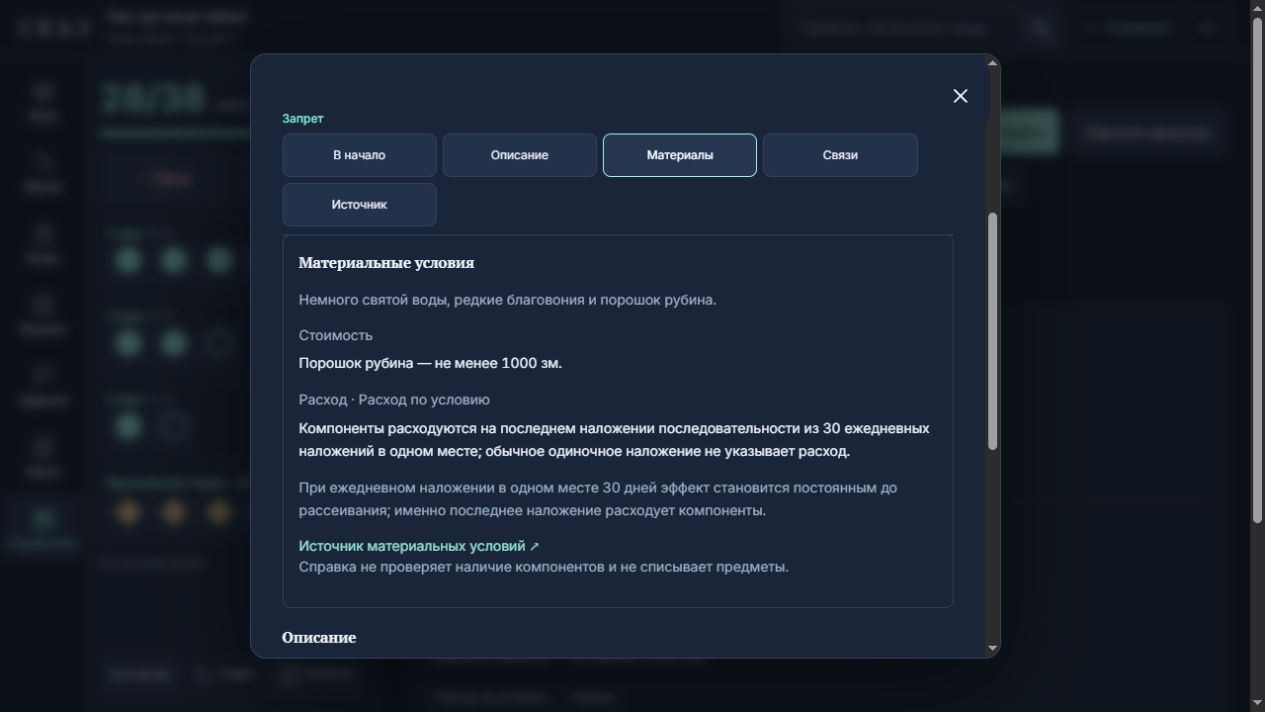 28/38
Запрет
В начало
Описание
Материалы
Связи
Источник
Материальные условия
Немного святой воды, редкие благовония и порошок рубина.
Стоимость
Порошок рубина — не менее 1000 зм.
Расход · Расход по условию
Компоненты расходуются на последнем наложении последовательности из 30 ежедневных
наложений в одном месте; обычное одиночное наложение не указывает расход.
При ежедневном наложении в одном месте 30 дней эффект становится постоянным до
рассеивания; именно последнее наложение расходует компоненты.
Источник материальных условий ↗
Справка не проверяет наличие компонентов и не списывает предметы.
Описание